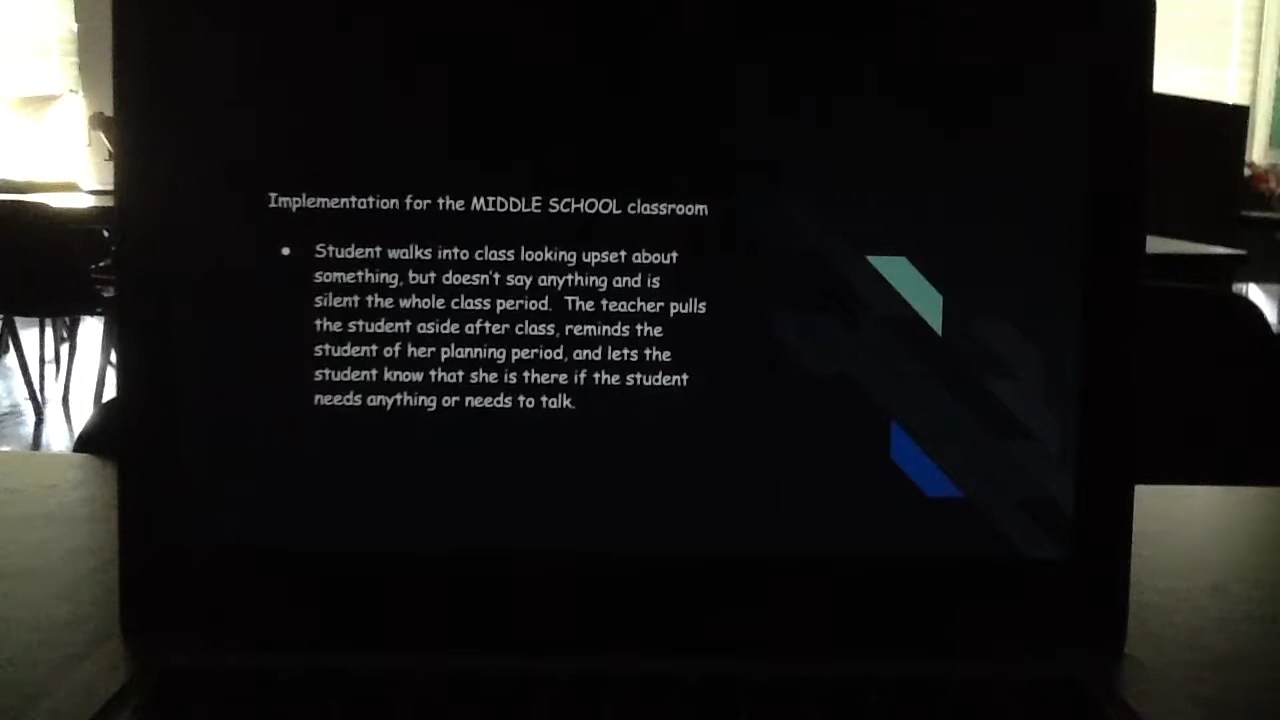 Implementation for the MIDDLE SCHOOL classroom
● Student walks into class looking upset about
something, but doesn't say anything and is
silent the whole class period. The teacher pulls
the student aside after class, reminds the
student of her planning period, and lets the
student know that she is there if the student
needs anything or needs to talk.